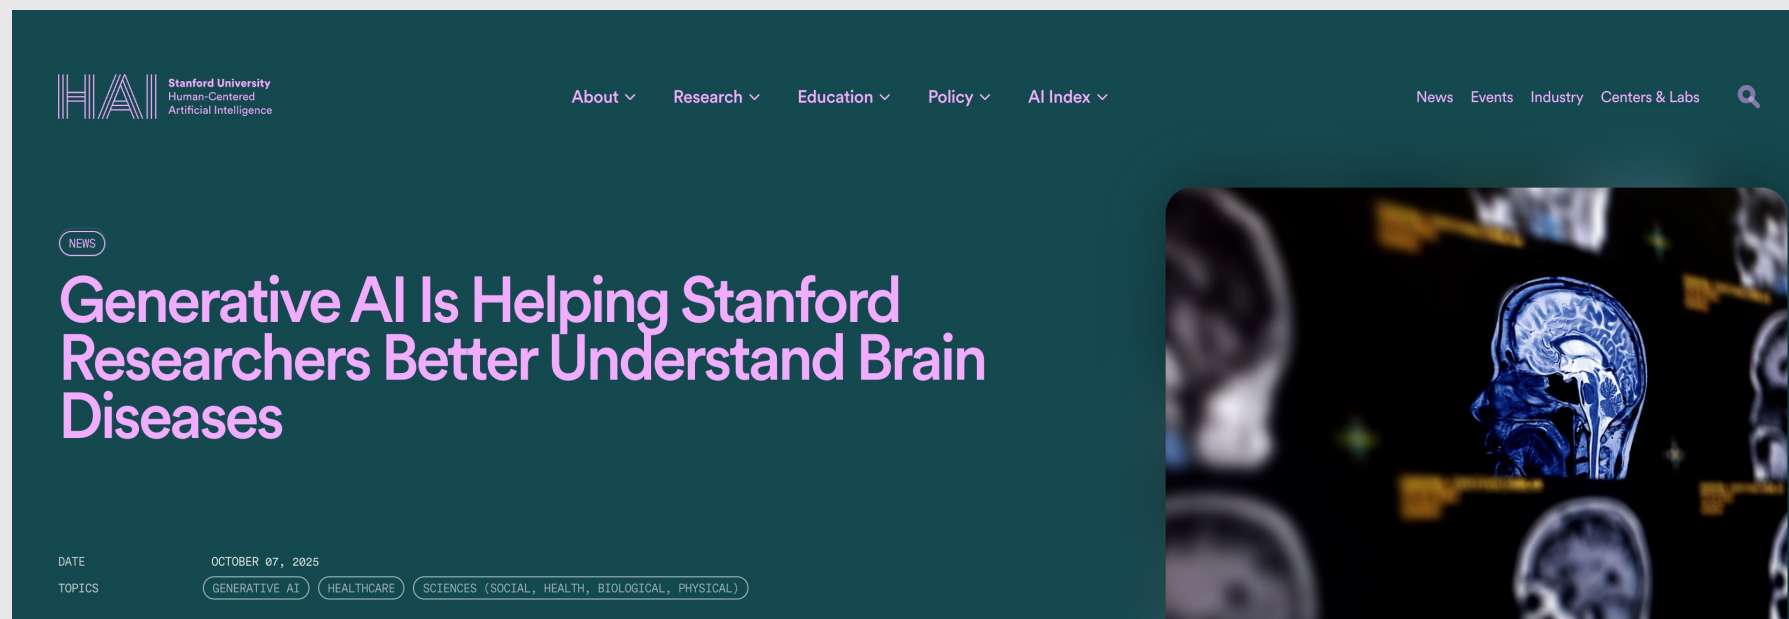 Stanford University
Human-Centered
Artificial Intelligence
About
Research
Education
Policy
AI Index
News
Events
Industry
Centers & Labs
NEWS
Generative AI Is Helping Stanford
Researchers Better Understand Brain
Diseases
DATE
OCTOBER 07, 2025
TOPICS
GENERATIVE AI
HEALTHCARE
SCIENCES (SOCIAL, HEALTH, BIOLOGICAL, PHYSICAL)